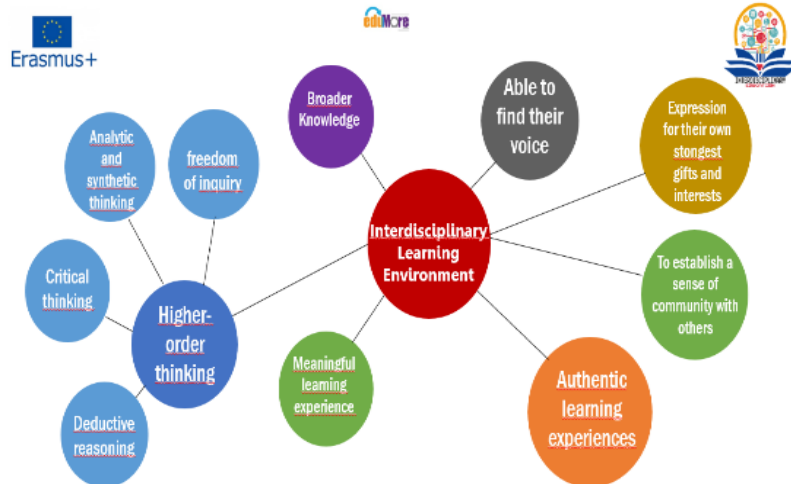 Erasmus+
eduMore
Broader
Knowledge
Able to
find their
voice
Expression
for their own
stongest
gifts and
interests
Analytic
and
synthetic
thinking
freedom
of inquiry
Interdisciplinary
Learning
Environment
To establish a
sense of
community with
others
Critical
thinking
Higher-
order
thinking
Meaningful
learning
experience
Authentic
learning
experiences
Deductive
reasoning